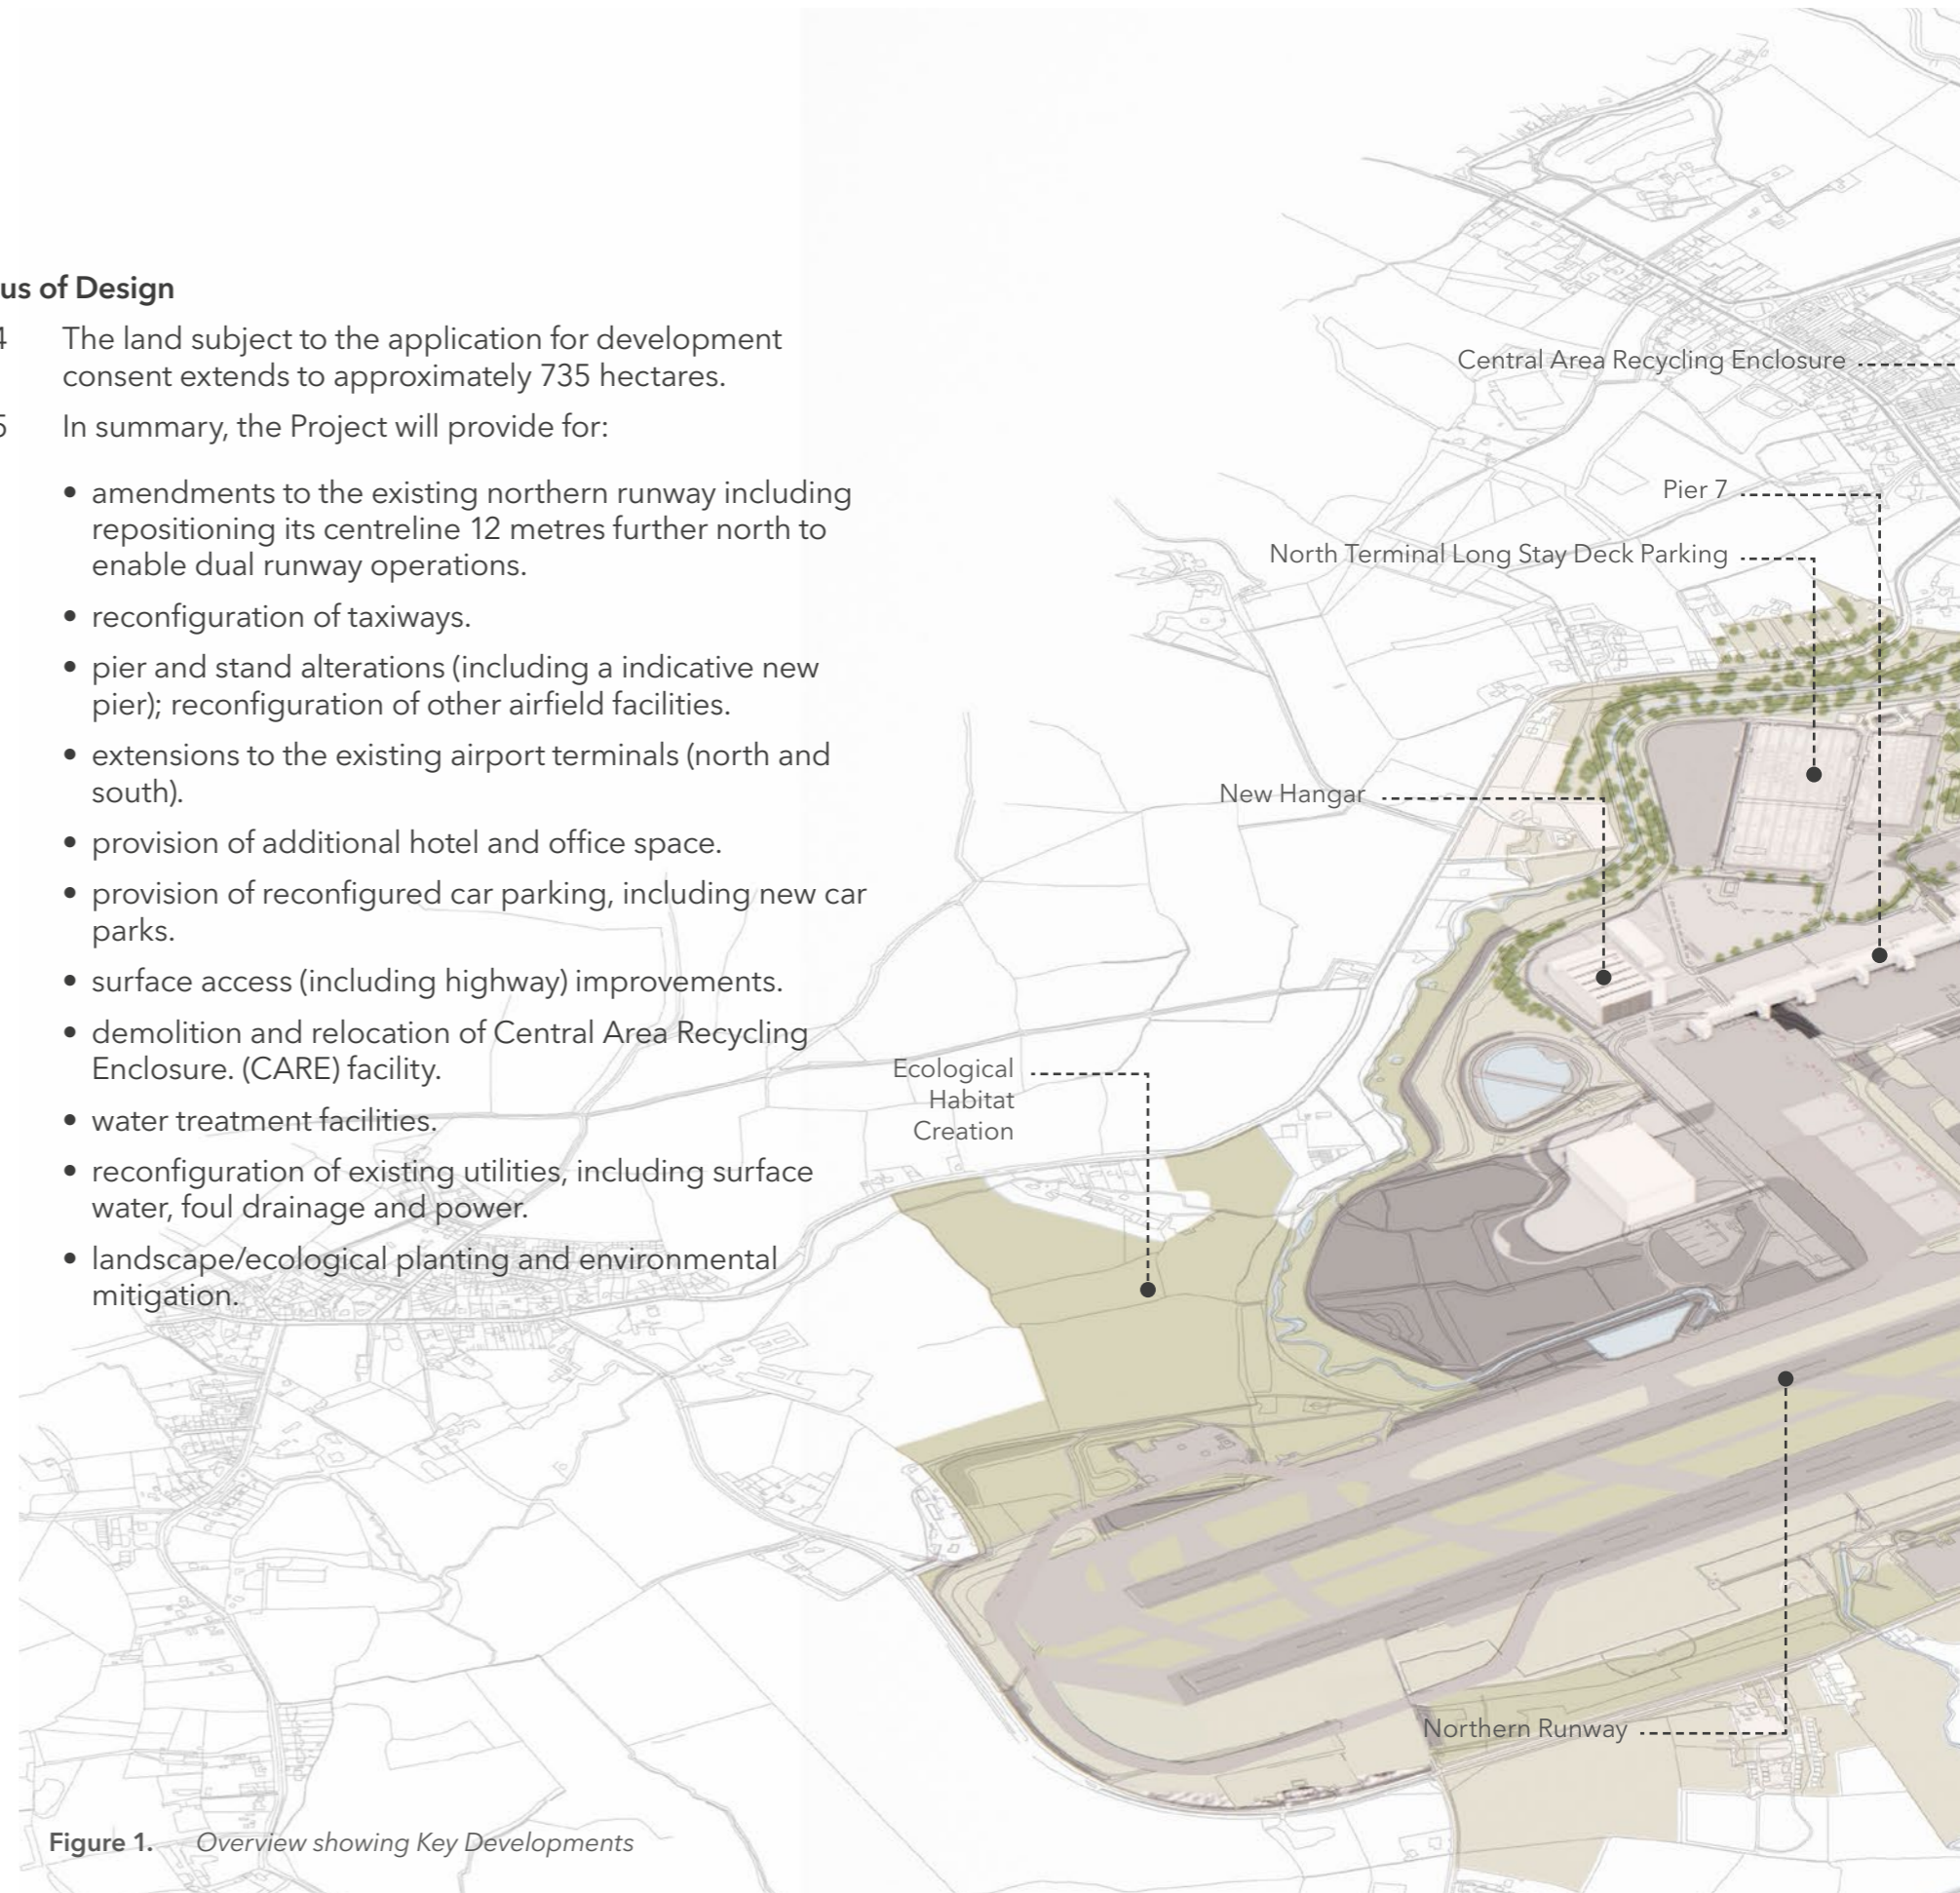 us of Design
4 The land subject to the application for development
consent extends to approximately 735 hectares.
5 In summary, the Project will provide for:
• amendments to the existing northern runway including
repositioning its centreline 12 metres further north to
enable dual runway operations.
• reconfiguration of taxiways.
• pier and stand alterations (including a indicative new
pier); reconfiguration of other airfield facilities.
• extensions to the existing airport terminals (north and
south).
• provision of additional hotel and office space.
• provision of reconfigured car parking, including new car
parks.
• surface access (including highway) improvements.
• demolition and relocation of Central Area Recycling
Enclosure. (CARE) facility.
• water treatment facilities.
• reconfiguration of existing utilities, including surface
water, foul drainage and power.
• landscape/ecological planting and environmental
mitigation.
Central Area Recycling Enclosure
Pier 7
North Terminal Long Stay Deck Parking
New Hangar
Ecological
Habitat
Creation
Northern Runway
Figure 1. Overview showing Key Developments